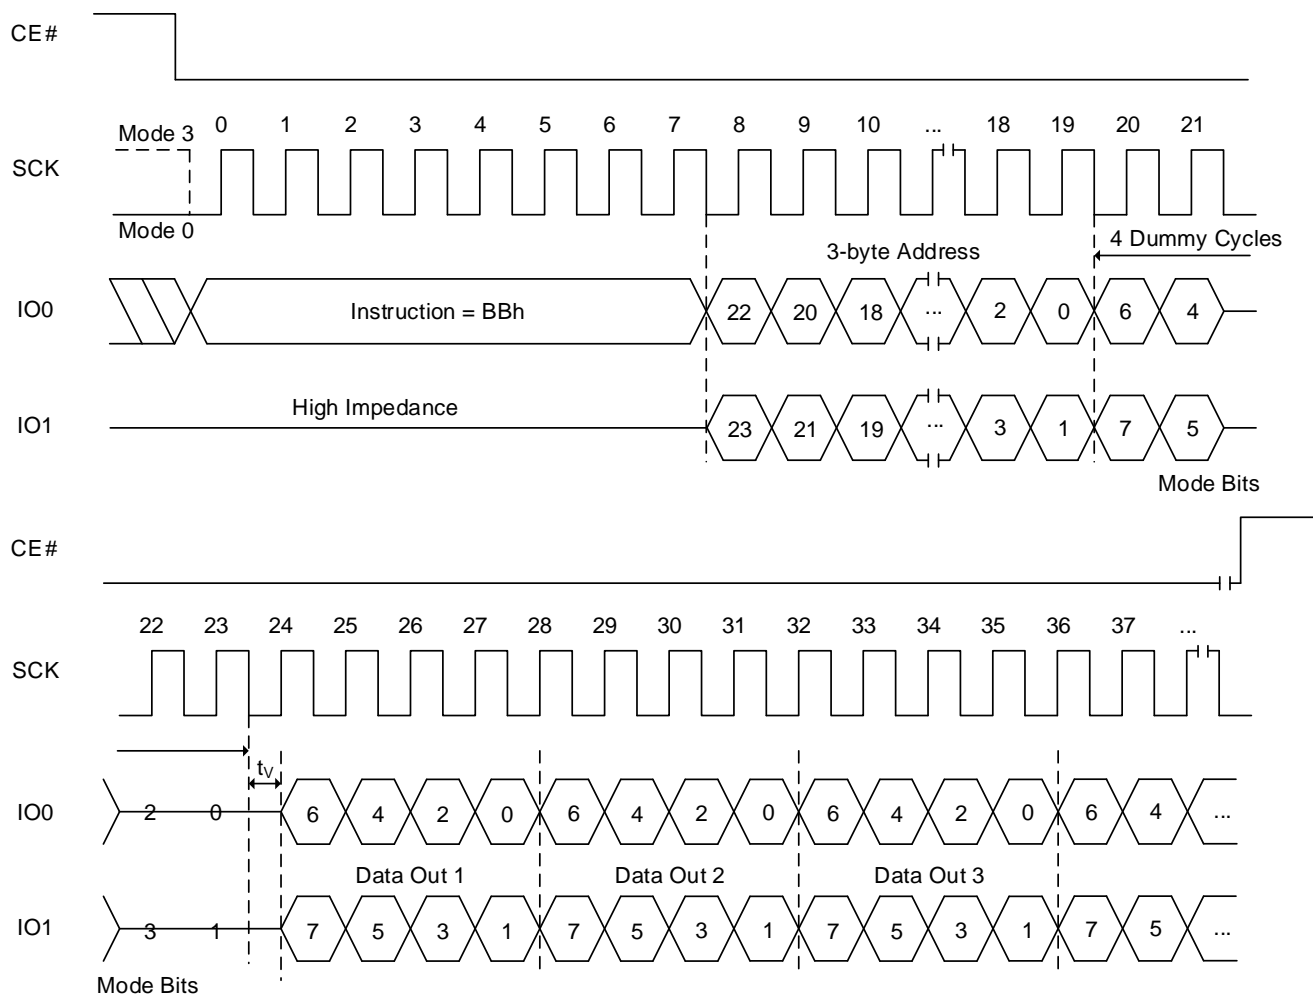 CE#
Mode 3
0 1 2 3 4 5 6 7 8 9 10 ... 18 19 20 21
SCK
Mode 0
3-byte Address
4 Dummy Cycles
IO0
Instruction = BBh
22 20 18 ... 2 0 6 4
High Impedance
IO1
23 21 19 ... 3 1 7 5
Mode Bits
CE#
22 23 24 25 26 27 28 29 30 31 32 33 34 35 36 37 ...
SCK
tV
IO0
2 0 6 4 2 0 6 4 2 0 6 4 2 0 6 4 ...
Data Out 1 Data Out 2 Data Out 3
IO1
3 1 7 5 3 1 7 5 3 1 7 5 3 1 7 5 ...
Mode Bits